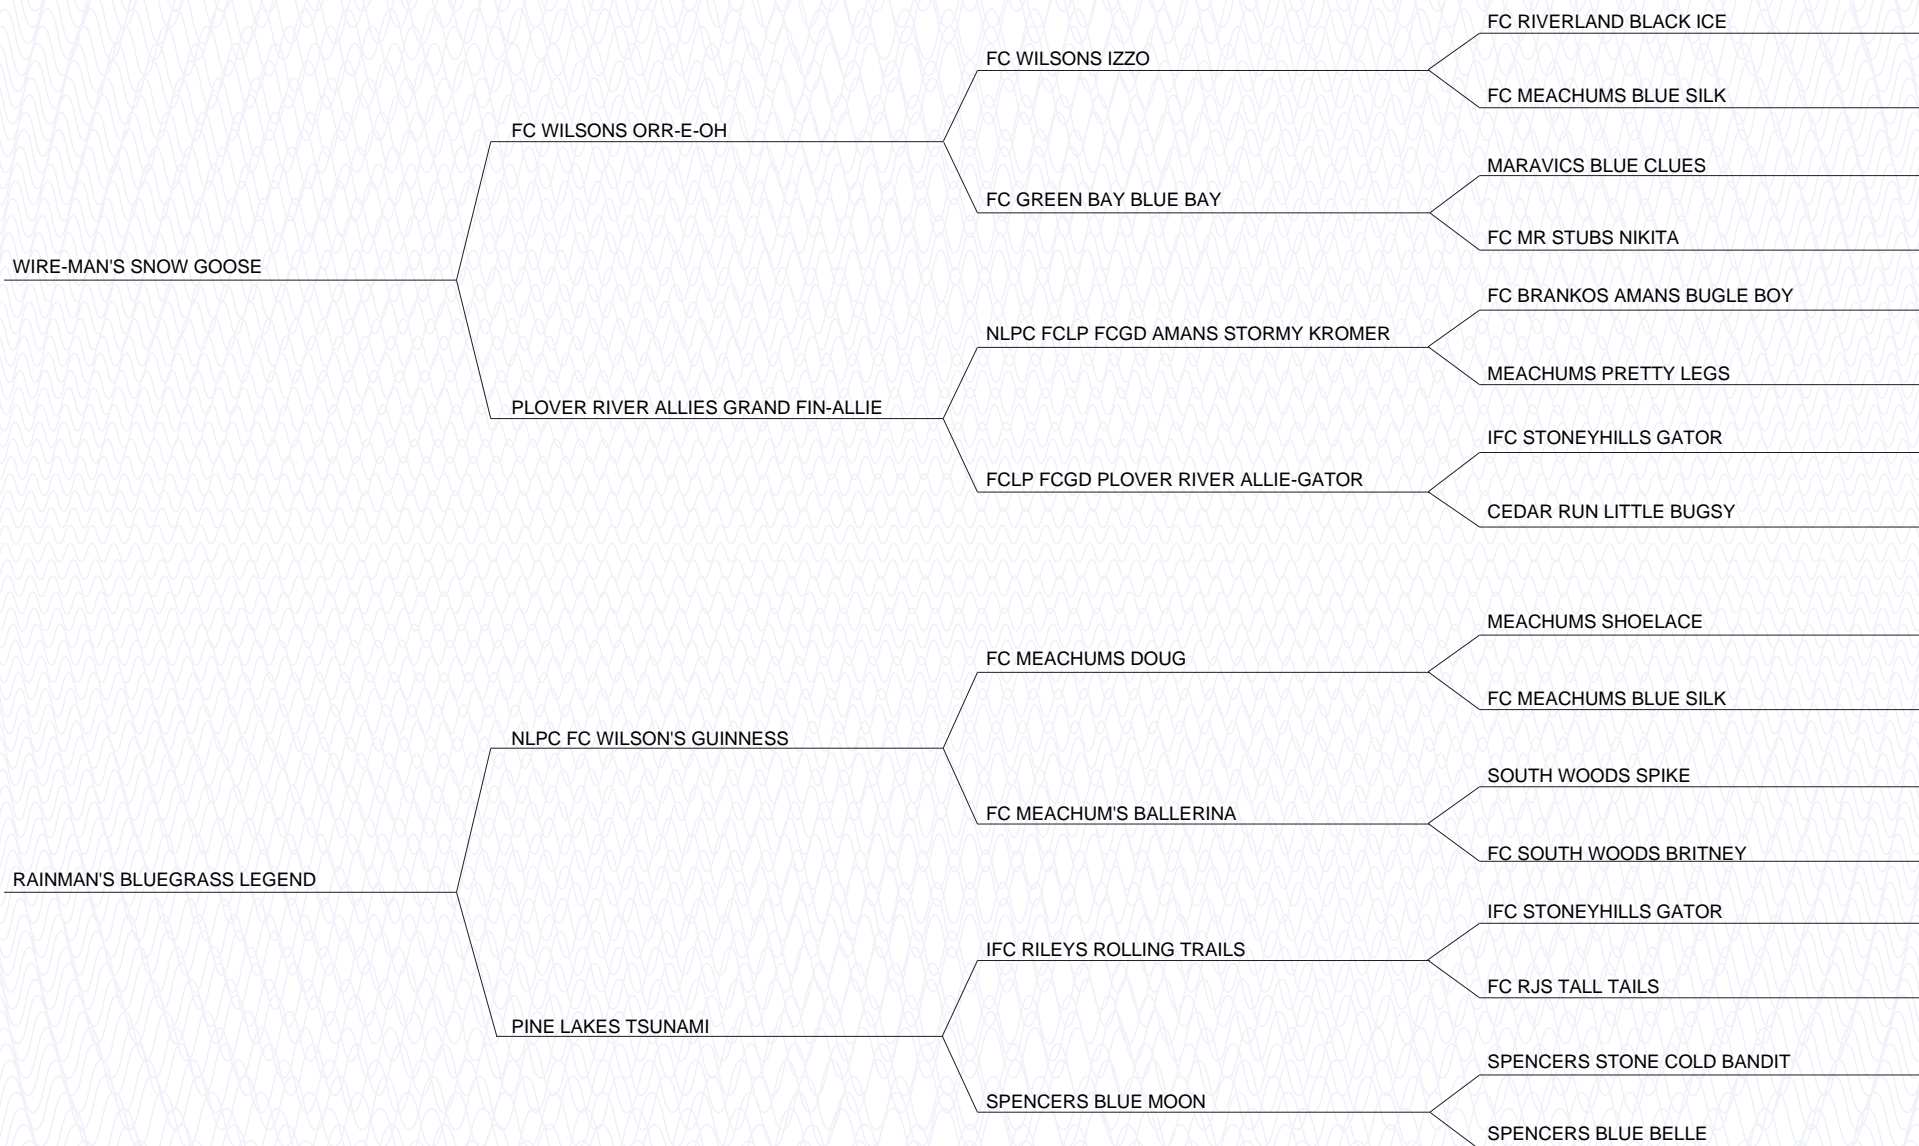 FC RIVERLAND BLACK ICE
FC WILSONS IZZO
FC MEACHUMS BLUE SILK
FC WILSONS ORR-E-OH
MARAVICS BLUE CLUES
FC GREEN BAY BLUE BAY
FC MR STUBS NIKITA
WIRE-MAN'S SNOW GOOSE
FC BRANKOS AMANS BUGLE BOY
NLPC FCLP FCGD AMANS STORMY KROMER
MEACHUMS PRETTY LEGS
PLOVER RIVER ALLIES GRAND FIN-ALLIE
IFC STONEYHILLS GATOR
FCLP FCGD PLOVER RIVER ALLIE-GATOR
CEDAR RUN LITTLE BUGSY
MEACHUMS SHOELACE
FC MEACHUMS DOUG
FC MEACHUMS BLUE SILK
NLPC FC WILSON'S GUINNESS
SOUTH WOODS SPIKE
FC MEACHUM'S BALLERINA
FC SOUTH WOODS BRITNEY
RAINMAN'S BLUEGRASS LEGEND
IFC STONEYHILLS GATOR
IFC RILEYS ROLLING TRAILS
FC RJS TALL TAILS
PINE LAKES TSUNAMI
SPENCERS STONE COLD BANDIT
SPENCERS BLUE MOON
SPENCERS BLUE BELLE